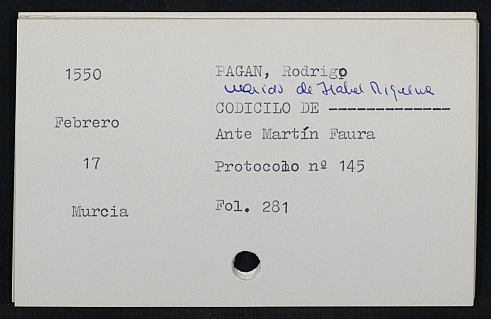 1550
Febrero
17
Murcia
PAGAN, Rodrigo
marido de Isabel Riquelme
CODICILO DE -------------
Ante Martín Faura
Protocolo nº 145
Fol. 281